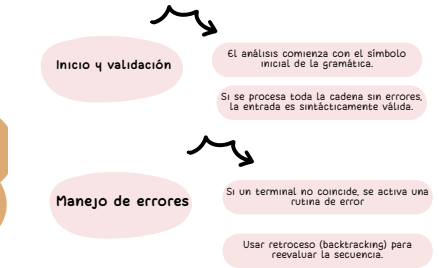 Inicio y validación
El análisis comienza con el símbolo
inicial de la gramática.
Si se procesa toda la cadena sin errores,
la entrada es sintácticamente válida.
Manejo de errores
Si un terminal no coincide, se activa una
rutina de error
Usar retroceso (backtracking) para
reevaluar la secuencia.